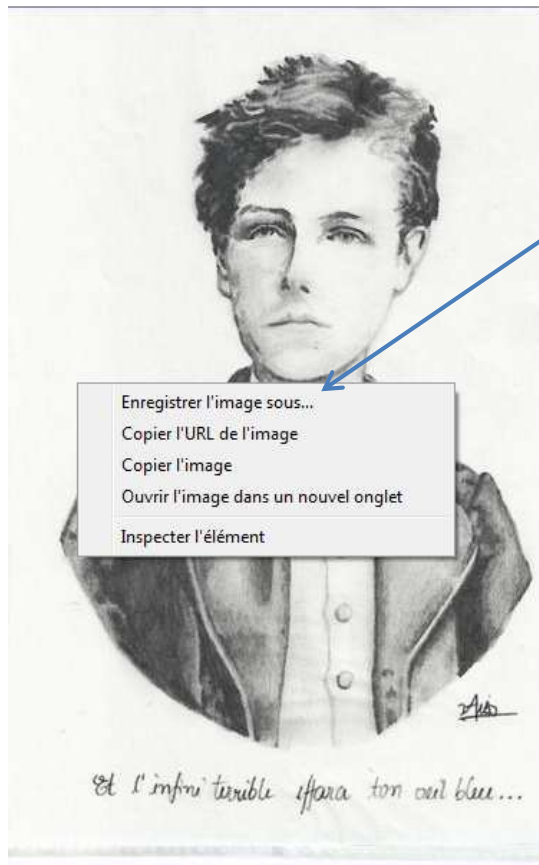 Enregistrer l'image sous...
Copier l'URL de l'image
Copier l'image
Ouvrir l'image dans un nouvel onglet
Inspecter l'élément
Et l'infini terrible effara ton œil bleu...